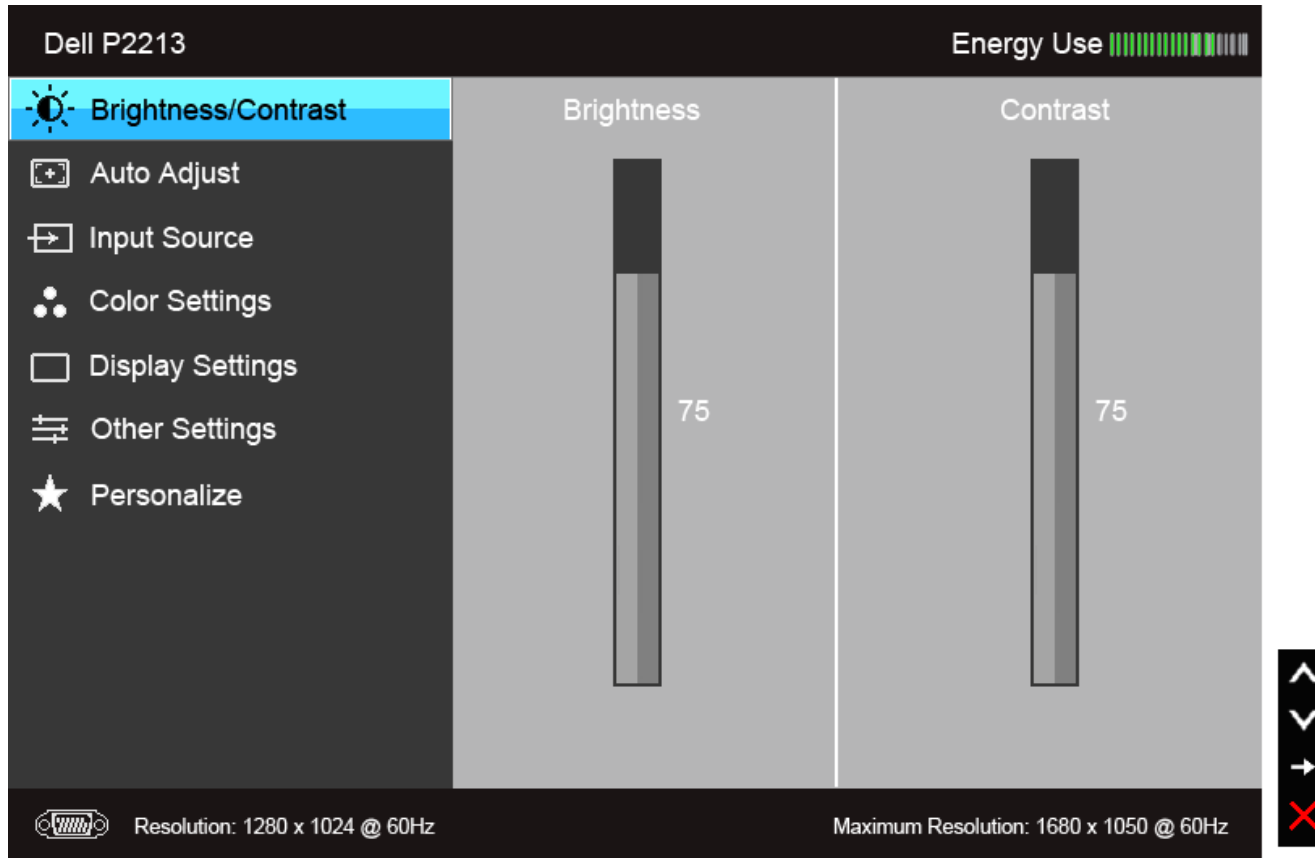 Dell P2213
Energy Use
Brightness/Contrast
Auto Adjust
Input Source
Color Settings
Display Settings
Other Settings
Personalize
Brightness
75
Contrast
75
Resolution: 1280 x 1024 @ 60Hz
Maximum Resolution: 1680 x 1050 @ 60Hz